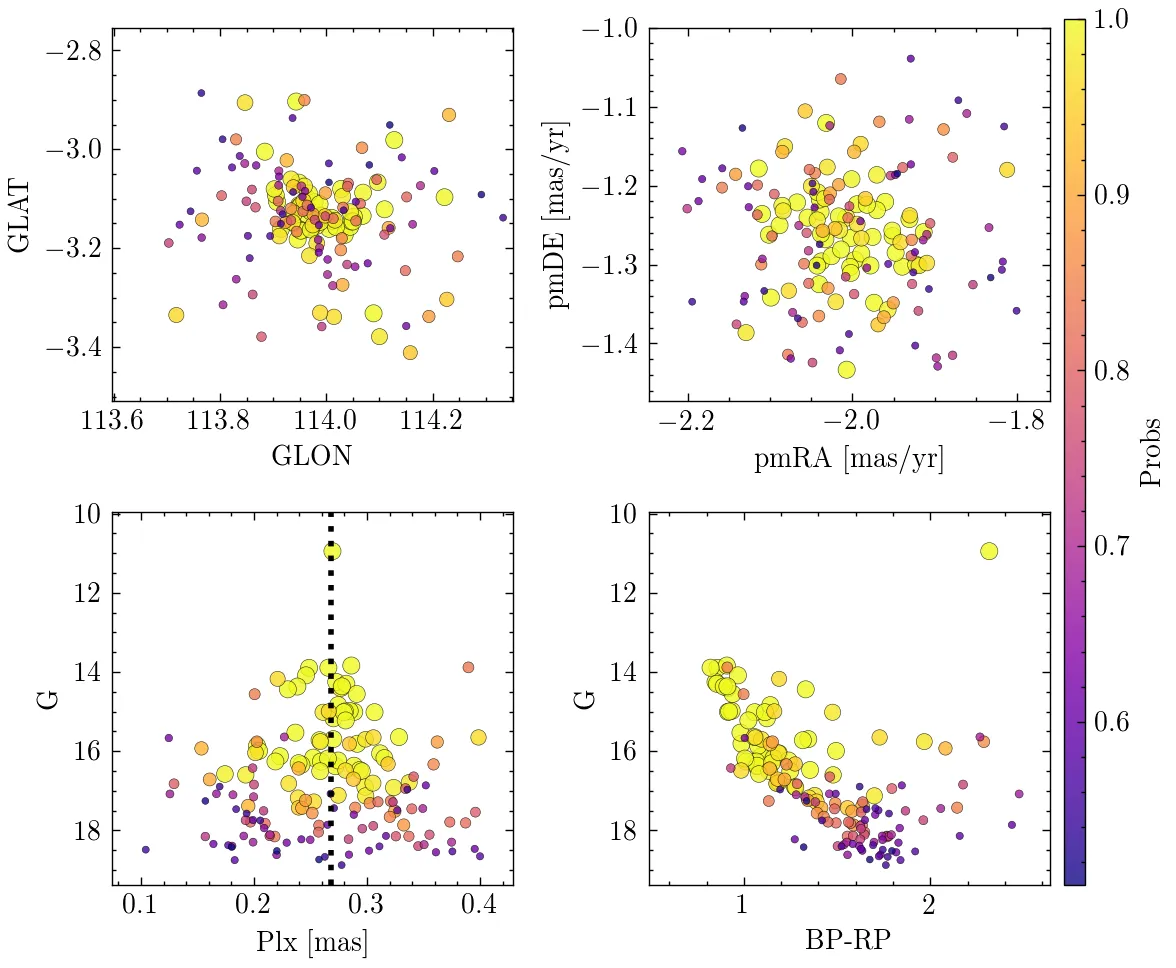 −2.8
−3.0
−3.2
−3.4
GLAT
113.6 113.8 114.0 114.2
GLON
−1.0
−1.1
−1.2
−1.3
−1.4
pmDE [mas/yr]
−2.2 −2.0 −1.8
pmRA [mas/yr]
10
12
14
16
18
G
0.1 0.2 0.3 0.4
Plx [mas]
10
12
14
16
18
G
1 2
BP-RP
1.0
0.9
0.8
0.7
0.6
Probs